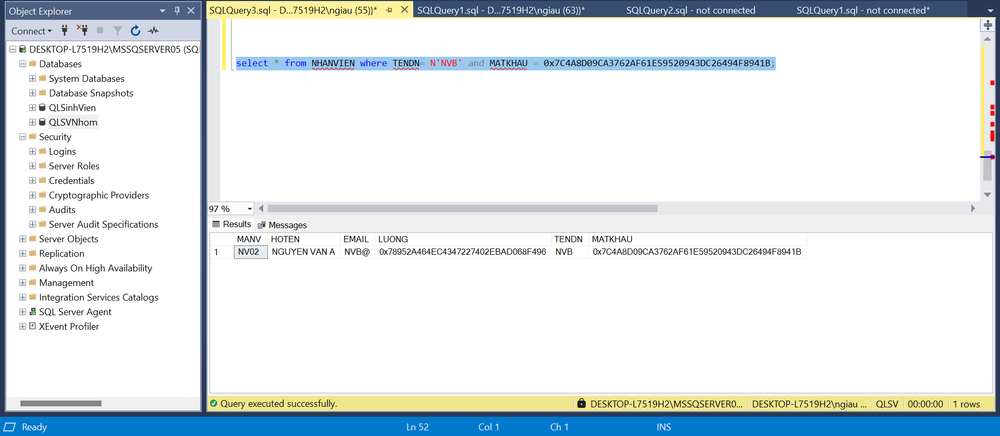 Object Explorer
Connect
DESKTOP-L7519H2\MSSQSERVER05 (SQL
Databases
System Databases
Database Snapshots
QLSinhVien
QLSVNhom
Security
Logins
Server Roles
Credentials
Cryptographic Providers
Audits
Server Audit Specifications
Server Objects
Replication
Always On High Availability
Management
Integration Services Catalogs
SQL Server Agent
XEvent Profiler
SQLQuery3.sql - D...7519H2\ngiau (55))* SQLQuery1.sql - D...7519H2\ngiau (63))* SQLQuery2.sql - not connected SQLQuery1.sql - not connected*
select * from NHANVIEN where TENDN= N'NVB' and MATKHAU = 0x7C4A8D09CA3762AF61E59520943DC26494F8941B;
97 %
Results Messages
MANV HOTEN EMAIL LUONG TENDN MATKHAU
1 NV02 NGUYEN VAN A NVB@ 0x78952A464EC4347227402EBAD068F496 NVB 0x7C4A8D09CA3762AF61E59520943DC26494F8941B
Query executed successfully. DESKTOP-L7519H2\MSSQSERVER0... DESKTOP-L7519H2\ngiau ... QLSV 00:00:00 1 rows
Ready Ln 52 Col 1 Ch 1 INS